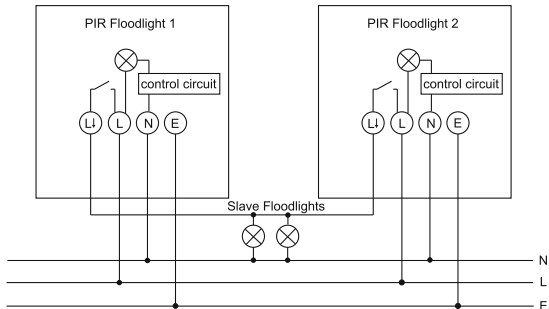 PIR Floodlight 1
PIR Floodlight 2
control circuit
control circuit
L↓ L N E
L↓ L N E
Slave Floodlights
N
L
E